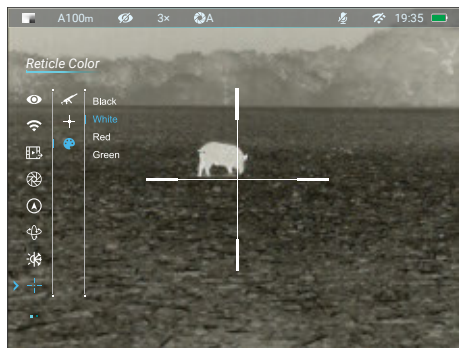 A100m 3× A 19:35
Reticle Color
Black
White
Red
Green